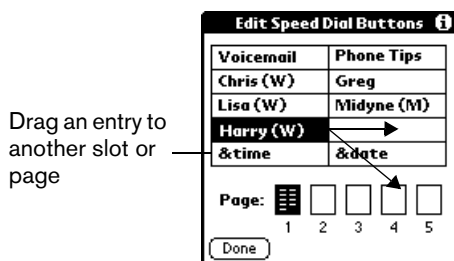 Edit Speed Dial Buttons i
Voicemail Phone Tips
Chris (W) Greg
Lisa (W) Midyne (M)
Harry (W)
&time &date
Drag an entry to
another slot or
page
Page:
1 2 3 4 5
Done